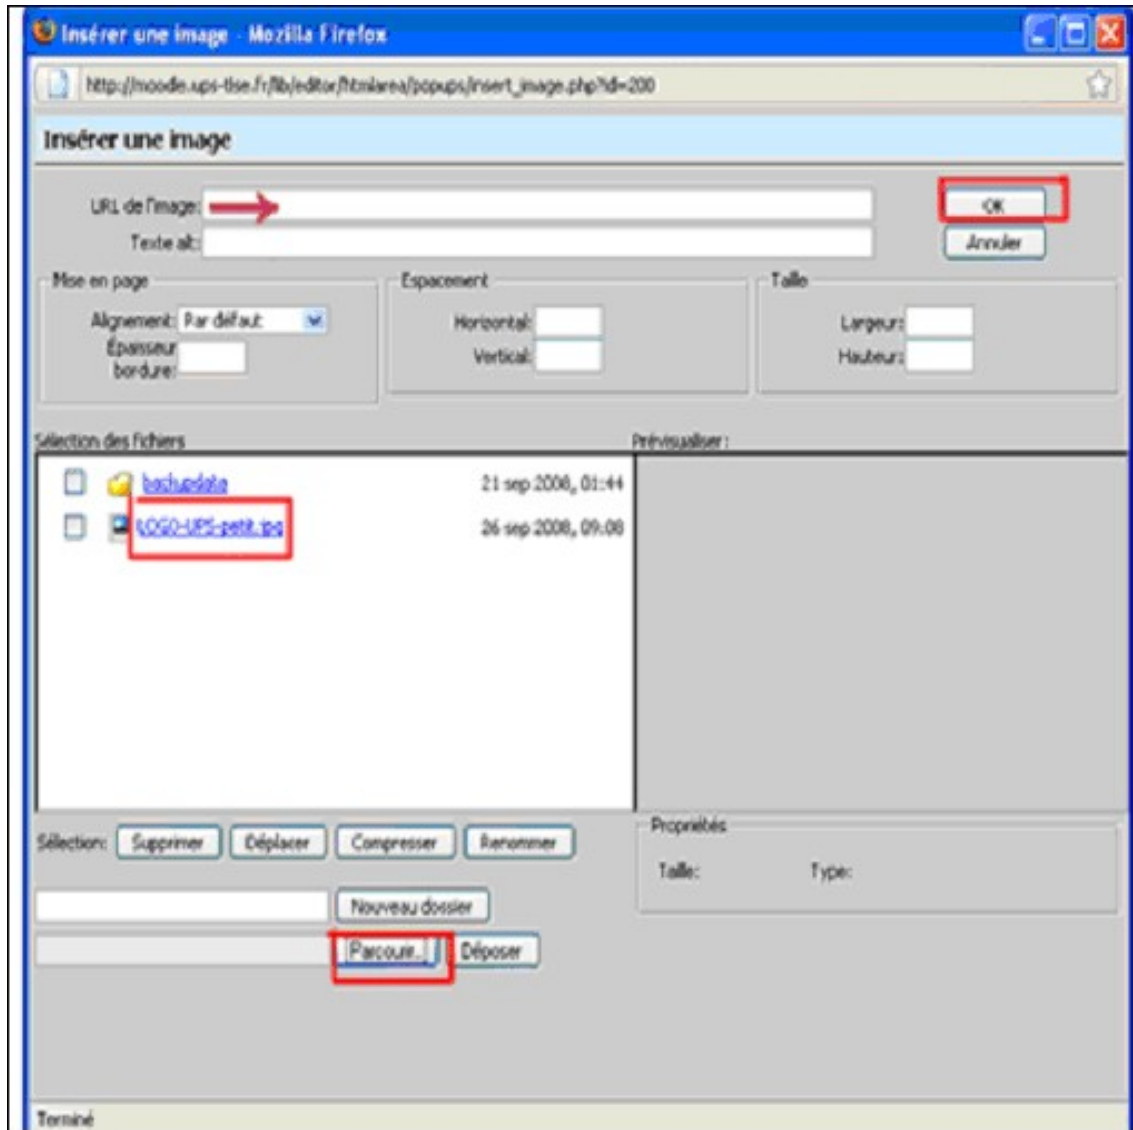 Insérer une image - Mozilla Firefox
http://moodle.ups-tlse.fr/lib/editor/htmlarea/popups/insert_image.php?id=200
Insérer une image
URL de l'image:
OK
Texte alt:
Annuler
Mise en page
Espacement
Taille
Alignement: Par défaut
Horizontal:
Largeur:
Épaisseur
bordure:
Vertical:
Hauteur:
Sélection des fichiers
Prévisualiser:
backupdata 21 sep 2008, 01:44
LOGO-UPS-petit.jpg 26 sep 2008, 09:08
Sélection: Supprimer Déplacer Compresser Renommer
Propriétés
Taille: Type:
Nouveau dossier
Parcourir... Déposer
Terminé